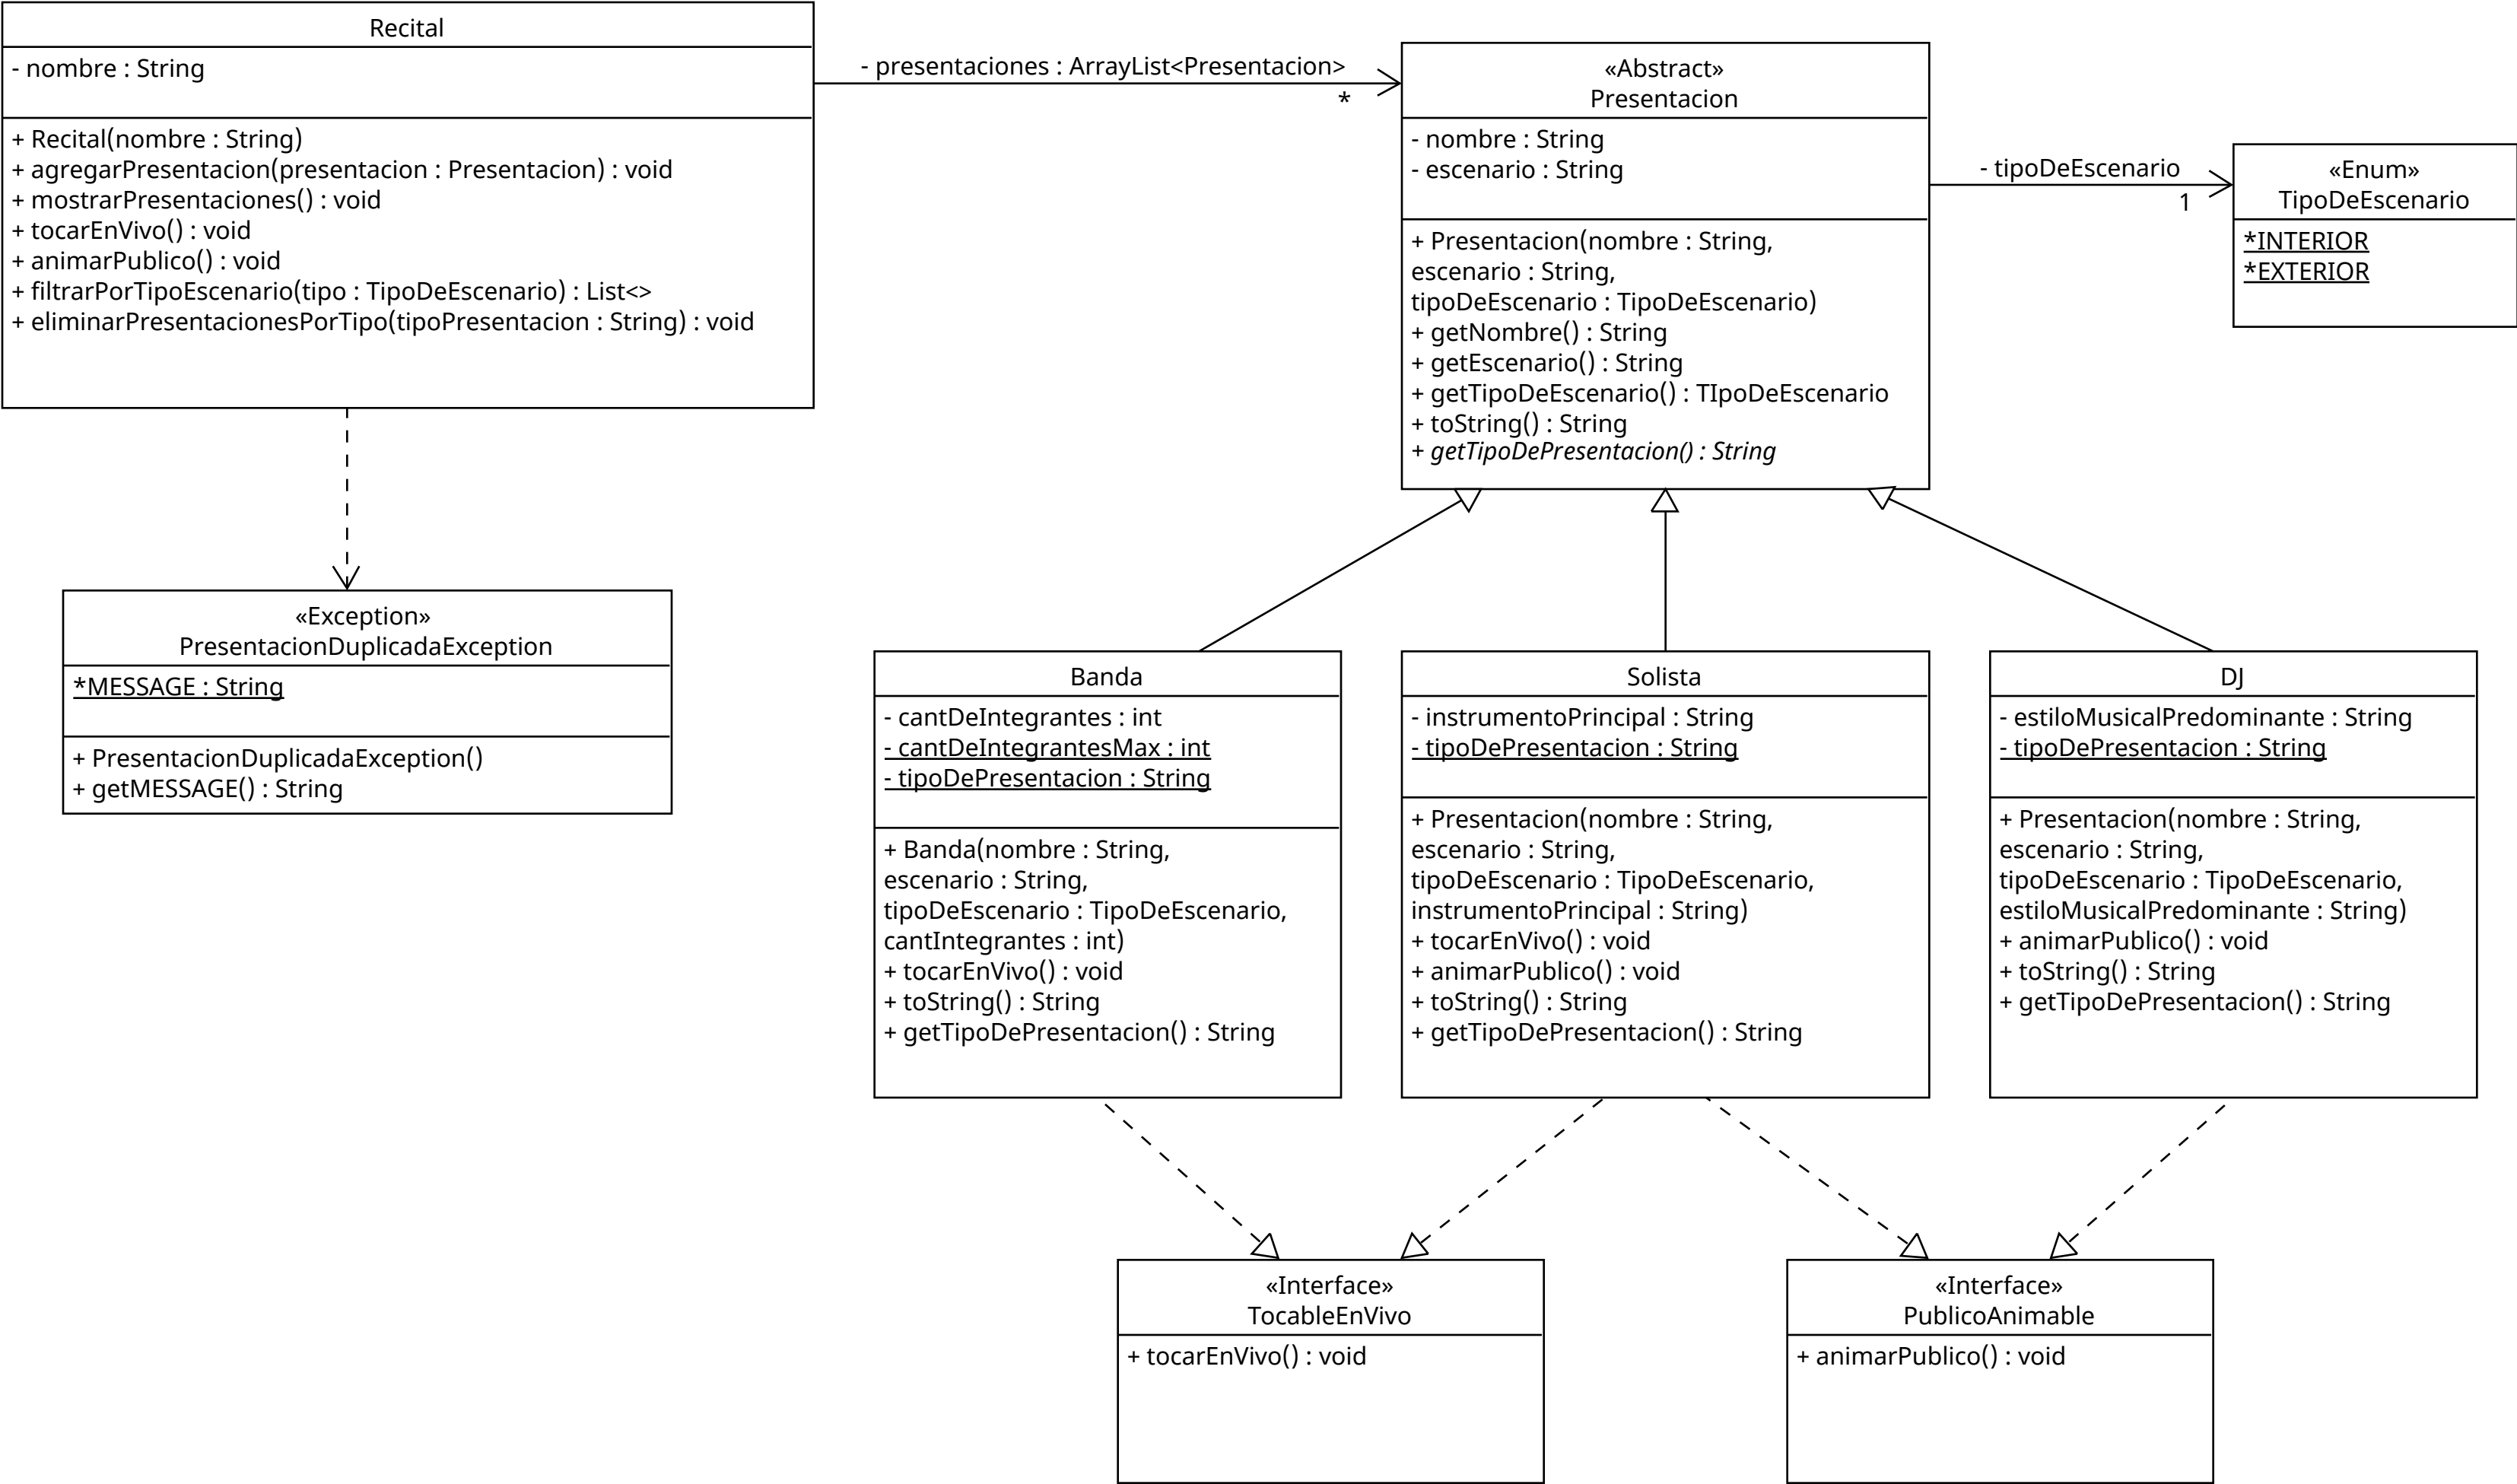 Recital
- nombre : String
+ Recital(nombre : String)
+ agregarPresentacion(presentacion : Presentacion) : void
+ mostrarPresentaciones() : void
+ tocarEnVivo() : void
+ animarPublico() : void
+ filtrarPorTipoEscenario(tipo : TipoDeEscenario) : List<>
+ eliminarPresentacionesPorTipo(tipoPresentacion : String) : void
- presentaciones : ArrayList<Presentacion>
*
«Abstract»
Presentacion
- nombre : String
- escenario : String
+ Presentacion(nombre : String,
escenario : String,
tipoDeEscenario : TipoDeEscenario)
+ getNombre() : String
+ getEscenario() : String
+ getTipoDeEscenario() : TIpoDeEscenario
+ toString() : String
+ getTipoDePresentacion() : String
- tipoDeEscenario
1
«Enum»
TipoDeEscenario
*INTERIOR
*EXTERIOR
«Exception»
PresentacionDuplicadaException
*MESSAGE : String
+ PresentacionDuplicadaException()
+ getMESSAGE() : String
Banda
- cantDeIntegrantes : int
- cantDeIntegrantesMax : int
- tipoDePresentacion : String
+ Banda(nombre : String,
escenario : String,
tipoDeEscenario : TipoDeEscenario,
cantIntegrantes : int)
+ tocarEnVivo() : void
+ toString() : String
+ getTipoDePresentacion() : String
Solista
- instrumentoPrincipal : String
- tipoDePresentacion : String
+ Presentacion(nombre : String,
escenario : String,
tipoDeEscenario : TipoDeEscenario,
instrumentoPrincipal : String)
+ tocarEnVivo() : void
+ animarPublico() : void
+ toString() : String
+ getTipoDePresentacion() : String
DJ
- estiloMusicalPredominante : String
- tipoDePresentacion : String
+ Presentacion(nombre : String,
escenario : String,
tipoDeEscenario : TipoDeEscenario,
estiloMusicalPredominante : String)
+ animarPublico() : void
+ toString() : String
+ getTipoDePresentacion() : String
«Interface»
TocableEnVivo
+ tocarEnVivo() : void
«Interface»
PublicoAnimable
+ animarPublico() : void